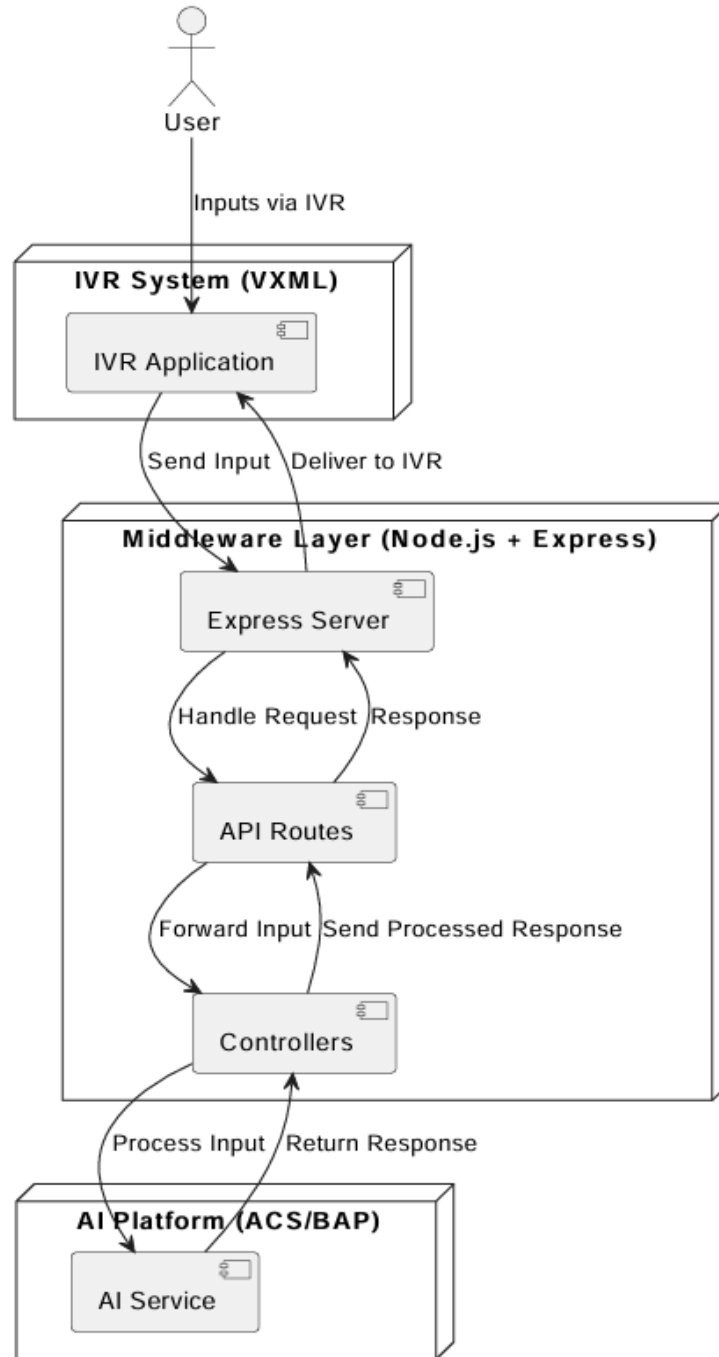 User
Inputs via IVR
IVR System (VXML)
IVR Application
Send Input
Deliver to IVR
Middleware Layer (Node.js + Express)
Express Server
Handle Request
Response
API Routes
Forward Input
Send Processed Response
Controllers
Process Input
Return Response
AI Platform (ACS/BAP)
AI Service